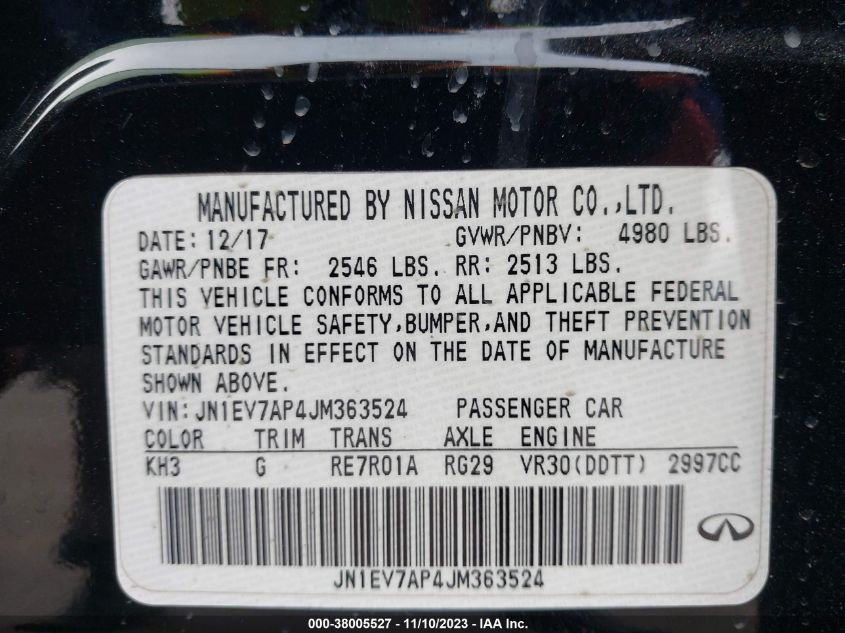 MANUFACTURED BY NISSAN MOTOR CO.,LTD.
DATE: 12/17 GVWR/PNBV: 4980 LBS.
GAWR/PNBE FR: 2546 LBS. RR: 2513 LBS.
THIS VEHICLE CONFORMS TO ALL APPLICABLE FEDERAL
MOTOR VEHICLE SAFETY,BUMPER,AND THEFT PREVENTION
STANDARDS IN EFFECT ON THE DATE OF MANUFACTURE
SHOWN ABOVE.
VIN: JN1EV7AP4JM363524 PASSENGER CAR
COLOR TRIM TRANS AXLE ENGINE
KH3 G RE7R01A RG29 VR30(DDTT) 2997CC
JN1EV7AP4JM363524
000-38005527 - 11/10/2023 - IAA Inc.